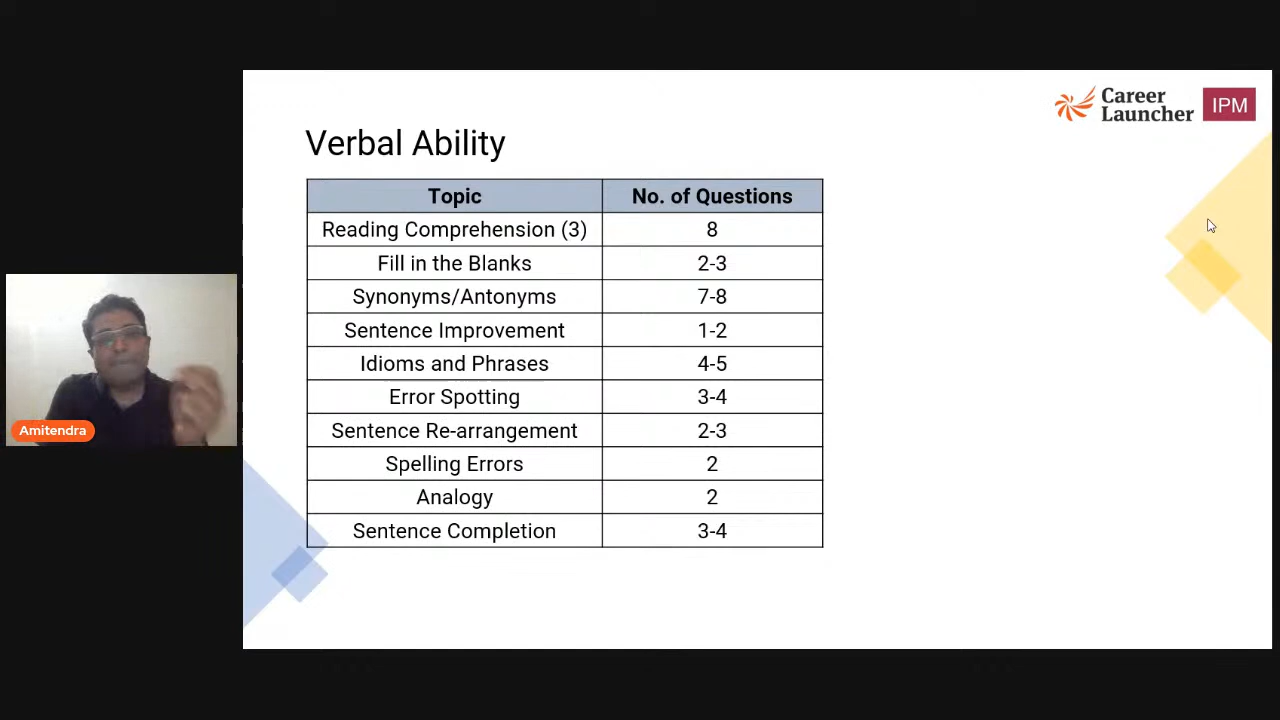 Career
Launcher
IPM
Verbal Ability
Topic No. of Questions
Reading Comprehension (3) 8
Fill in the Blanks 2-3
Synonyms/Antonyms 7-8
Sentence Improvement 1-2
Idioms and Phrases 4-5
Error Spotting 3-4
Sentence Re-arrangement 2-3
Spelling Errors 2
Analogy 2
Sentence Completion 3-4
Amitendra